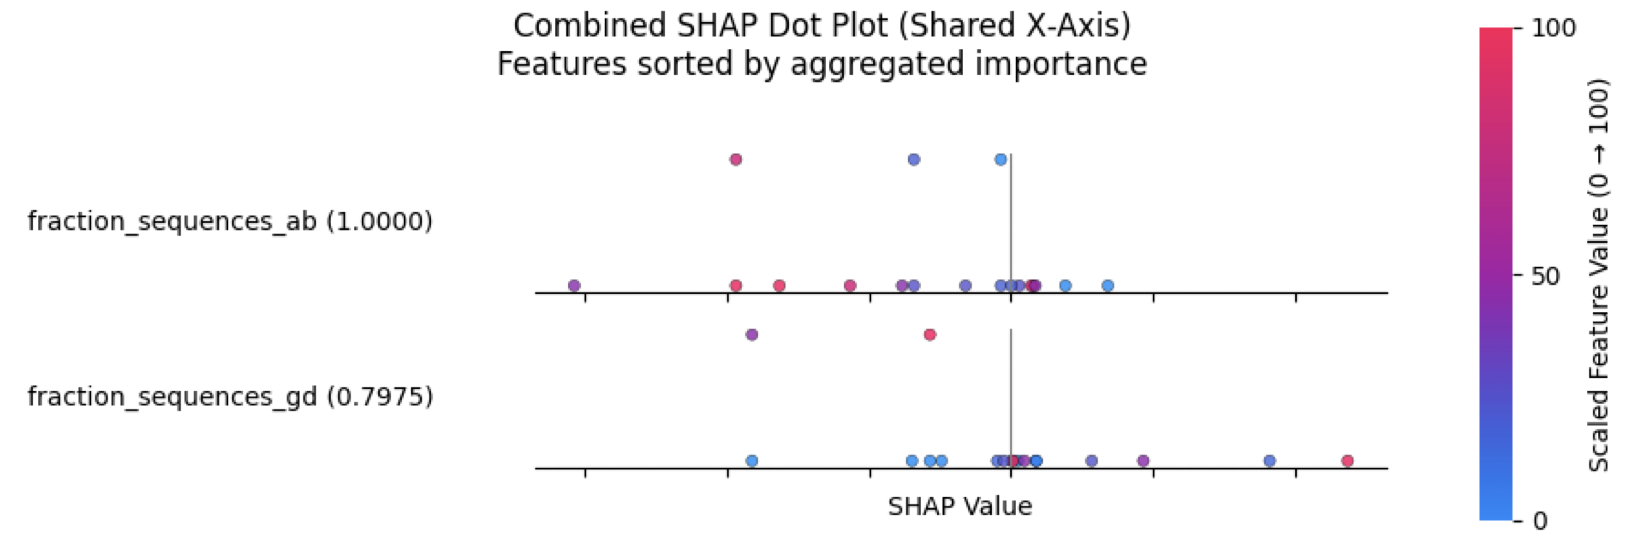 Combined SHAP Dot Plot (Shared X-Axis)
Features sorted by aggregated importance
fraction_sequences_ab (1.0000)
fraction_sequences_gd (0.7975)
SHAP Value
100
50
0
Scaled Feature Value (0 → 100)